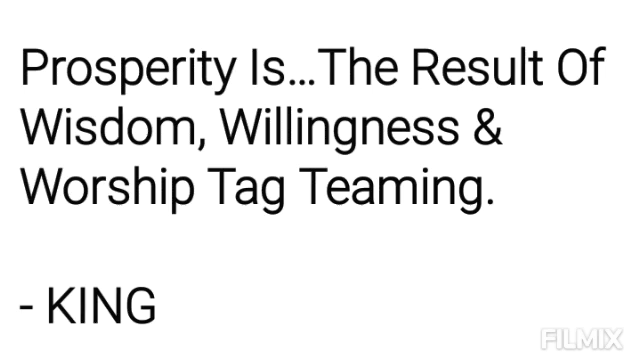 Prosperity Is...The Result Of
Wisdom, Willingness &
Worship Tag Teaming.
- KING
FILMIX